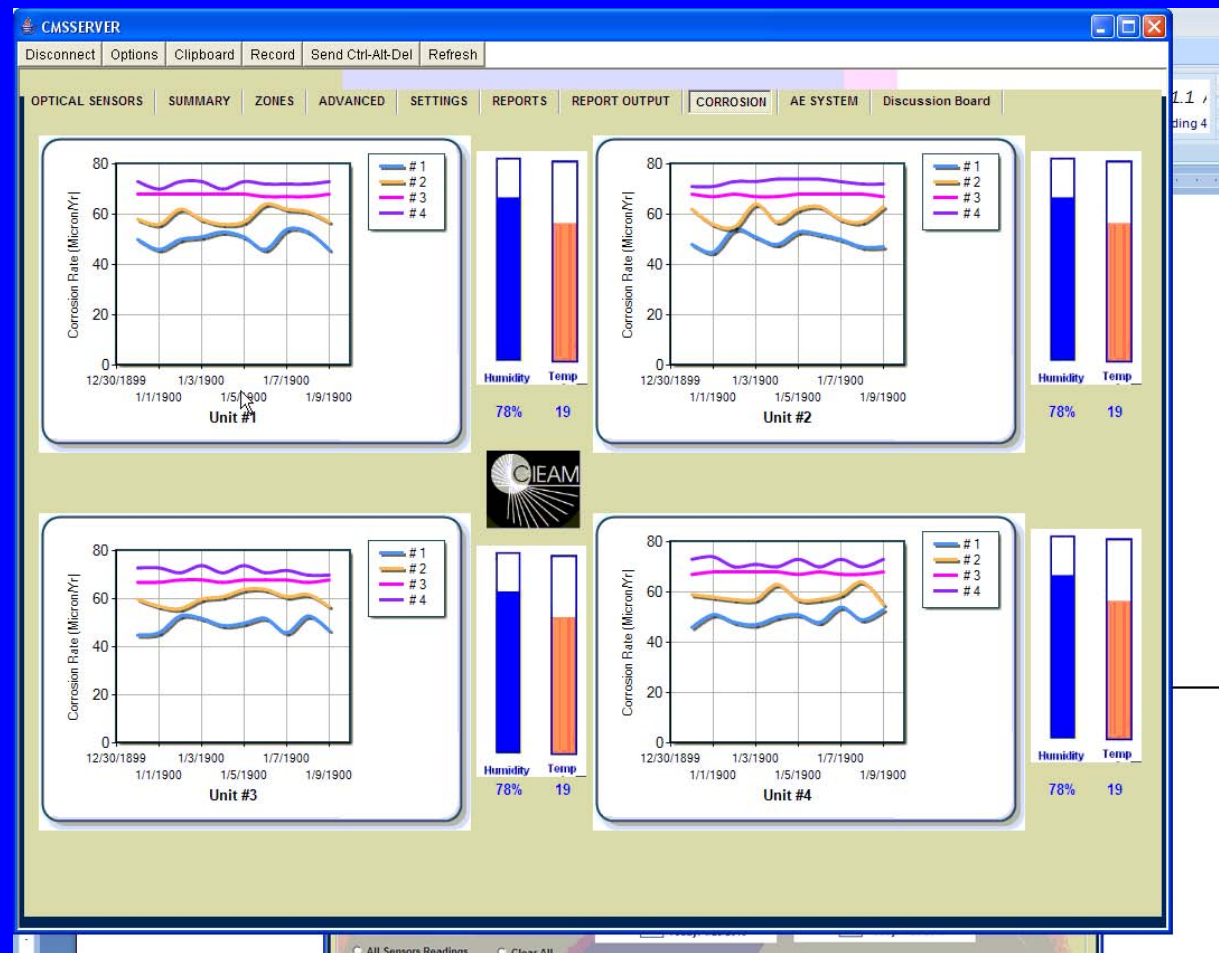 CMSSERVER
Disconnect Options Clipboard Record Send Ctrl-Alt-Del Refresh
OPTICAL SENSORS SUMMARY ZONES ADVANCED SETTINGS REPORTS REPORT OUTPUT CORROSION AE SYSTEM Discussion Board
1.1
ding 4
Corrosion Rate (Micron/Yr)
80
60
40
20
0
12/30/1899 1/3/1900 1/7/1900
1/1/1900 1/5/1900 1/9/1900
Unit #1
# 1
# 2
# 3
# 4
Humidity Temp
78% 19
Corrosion Rate (Micron/Yr)
80
60
40
20
0
12/30/1899 1/3/1900 1/7/1900
1/1/1900 1/5/1900 1/9/1900
Unit #2
# 1
# 2
# 3
# 4
Humidity Temp
78% 19
CIEAM
Corrosion Rate (Micron/Yr)
80
60
40
20
0
12/30/1899 1/3/1900 1/7/1900
1/1/1900 1/5/1900 1/9/1900
Unit #3
# 1
# 2
# 3
# 4
Humidity Temp
78% 19
Corrosion Rate (Micron/Yr)
80
60
40
20
0
12/30/1899 1/3/1900 1/7/1900
1/1/1900 1/5/1900 1/9/1900
Unit #4
# 1
# 2
# 3
# 4
Humidity Temp
78% 19
All Sensors Readings Clear All